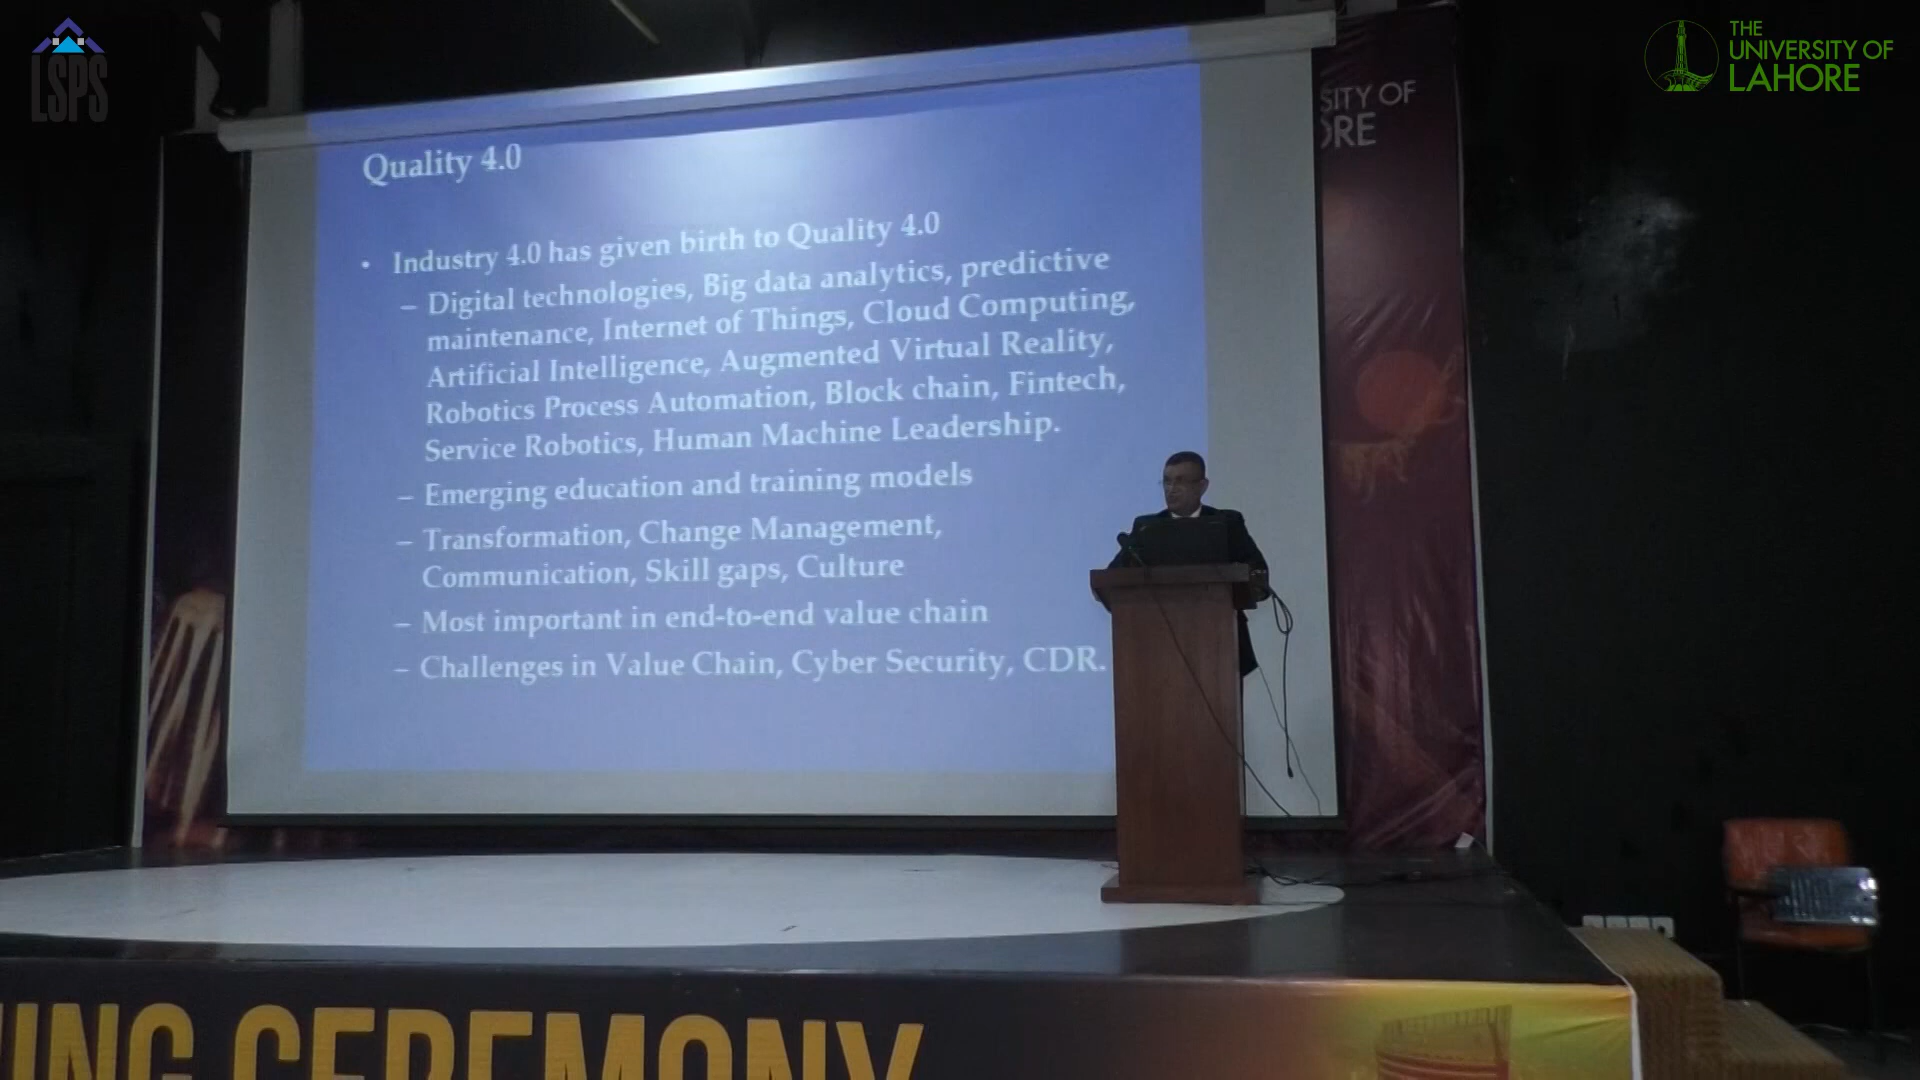 LSPS
THE
UNIVERSITY OF
LAHORE
SITY OF
ORE
Quality 4.0
• Industry 4.0 has given birth to Quality 4.0
– Digital technologies, Big data analytics, predictive
maintenance, Internet of Things, Cloud Computing,
Artificial Intelligence, Augmented Virtual Reality,
Robotics Process Automation, Block chain, Fintech,
Service Robotics, Human Machine Leadership.
– Emerging education and training models
– Transformation, Change Management,
Communication, Skill gaps, Culture
– Most important in end-to-end value chain
– Challenges in Value Chain, Cyber Security, CDR.
ING CEREMONY